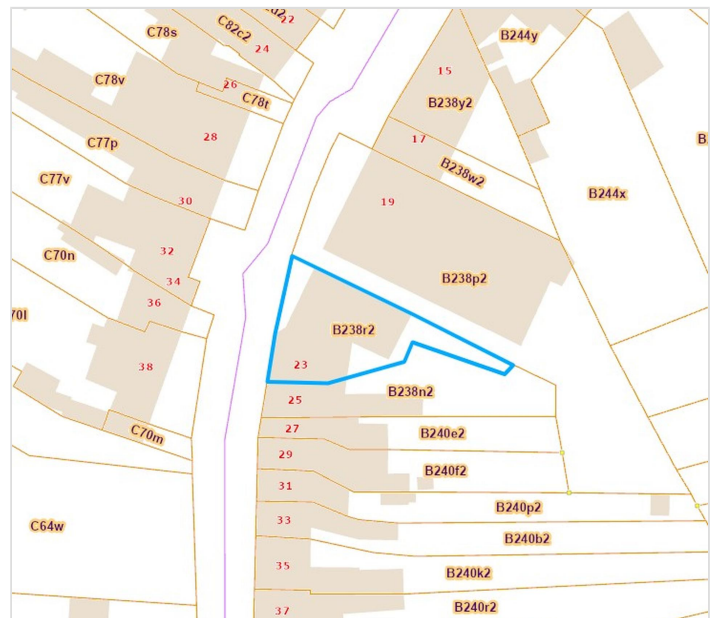 22
C78s
C82c2
24
B244y
15
C78v
26
C78t
B238y2
28
17
C77p
B238w2
C77v
B244x
30
19
32
C70n
34
B238p2
36
B238r2
38
23
B238n2
25
27
B240e2
C70m
29
B240f2
31
B240p2
33
C64w
B240b2
35
B240k2
37
B240r2